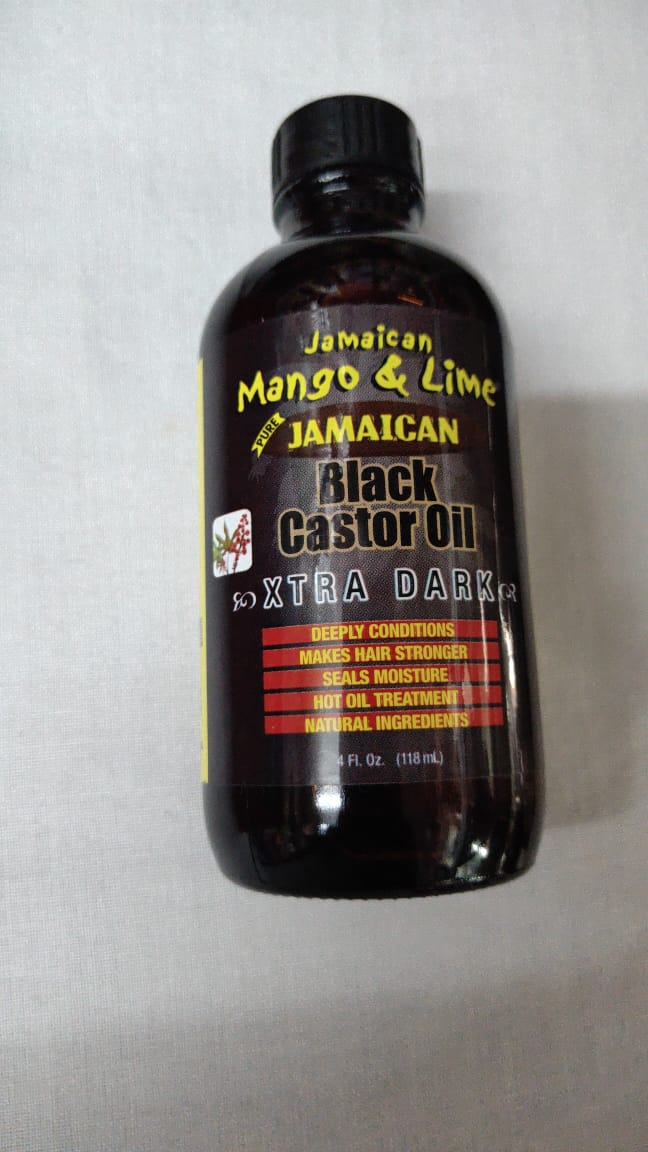 Jamaican
Mango & Lime
PURE JAMAICAN
Black
Castor Oil
XTRA DARK
DEEPLY CONDITIONS
MAKES HAIR STRONGER
SEALS MOISTURE
HOT OIL TREATMENT
NATURAL INGREDIENTS
4 Fl. Oz. (118 mL)